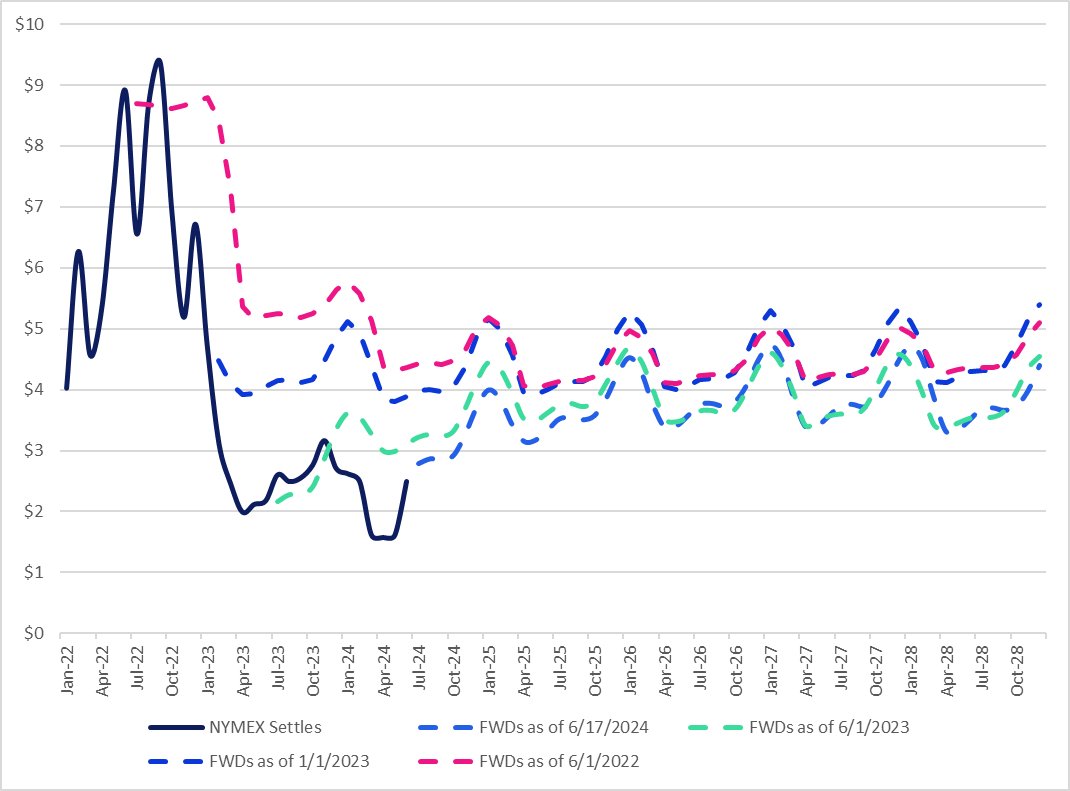 $10
$9
$8
$7
$6
$5
$4
$3
$2
$1
$0
Jan-22
Apr-22
Jul-22
Oct-22
Jan-23
Apr-23
Jul-23
Oct-23
Jan-24
Apr-24
Jul-24
Oct-24
Jan-25
Apr-25
Jul-25
Oct-25
Jan-26
Apr-26
Jul-26
Oct-26
Jan-27
Apr-27
Jul-27
Oct-27
Jan-28
Apr-28
Jul-28
Oct-28
NYMEX Settles FWDs as of 6/17/2024 FWDs as of 6/1/2023
FWDs as of 1/1/2023 FWDs as of 6/1/2022